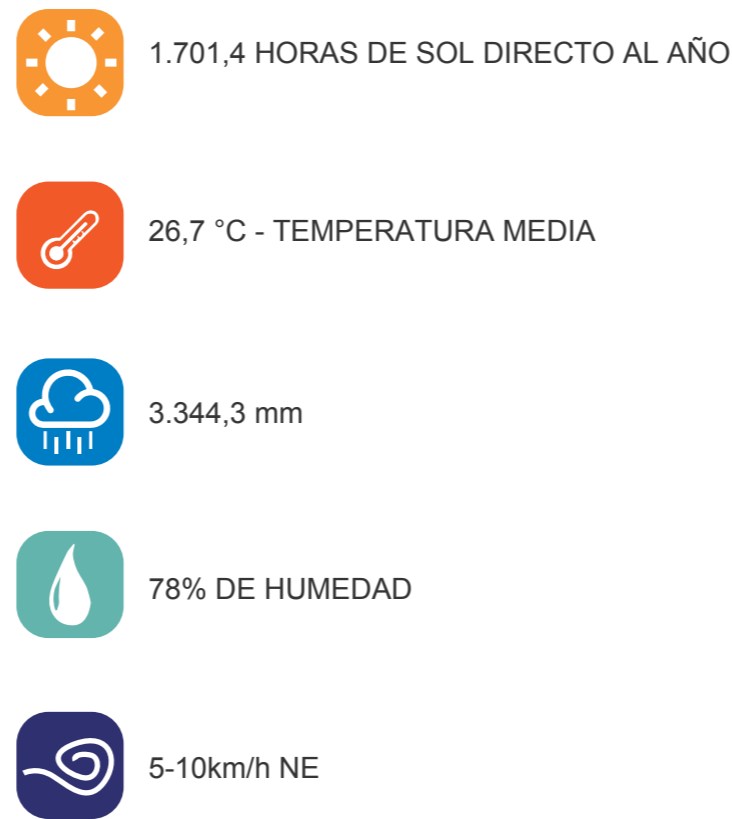 1.701,4 HORAS DE SOL DIRECTO AL AÑO
26,7 °C - TEMPERATURA MEDIA
3.344,3 mm
78% DE HUMEDAD
5-10km/h NE